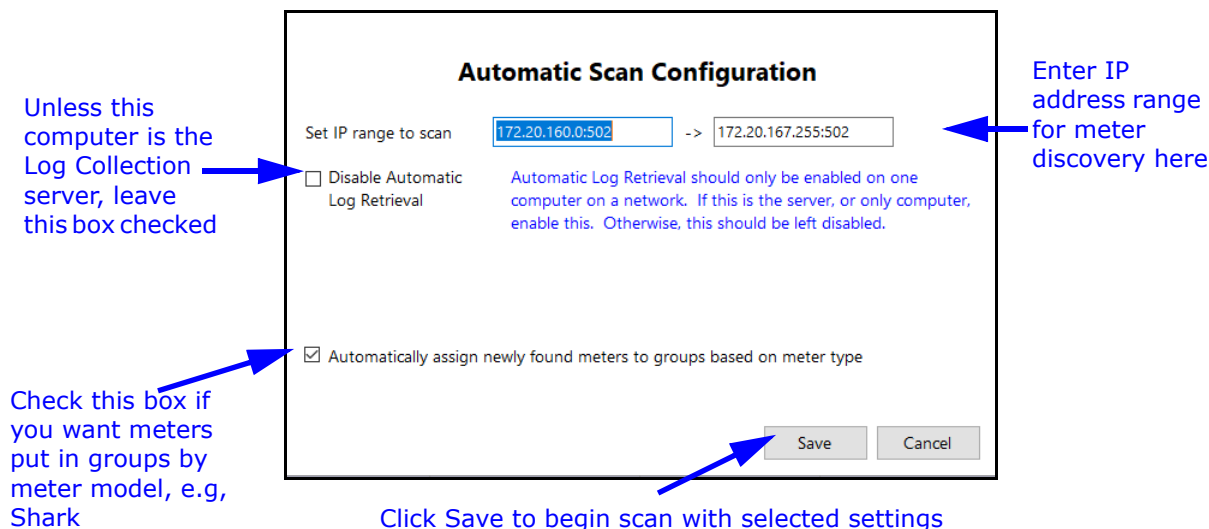 Automatic Scan Configuration
Unless this
computer is the
Log Collection
server, leave
this box checked
Set IP range to scan 172.20.160.0:502 -> 172.20.167.255:502
Enter IP
address range
for meter
discovery here
Disable Automatic
Log Retrieval
Automatic Log Retrieval should only be enabled on one
computer on a network. If this is the server, or only computer,
enable this. Otherwise, this should be left disabled.
Automatically assign newly found meters to groups based on meter type
Check this box if
you want meters
put in groups by
meter model, e.g,
Shark
Save Cancel
Click Save to begin scan with selected settings